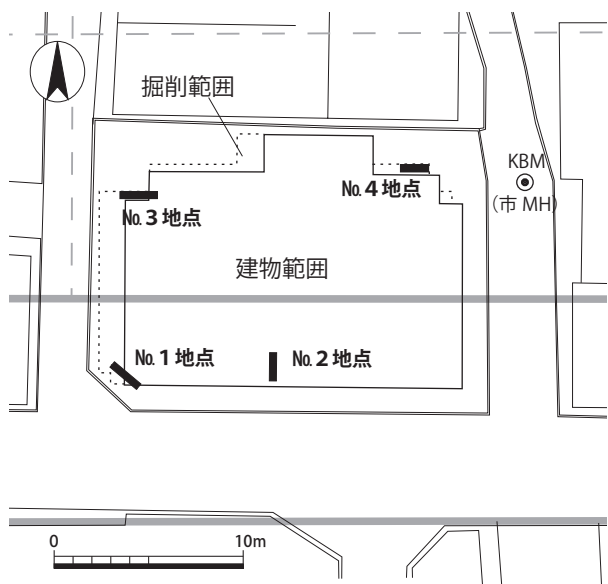 掘削範囲
KBM
(市 MH)
№ 4 地点
№ 3 地点
建物範囲
№ 1 地点
№ 2 地点
0
10m